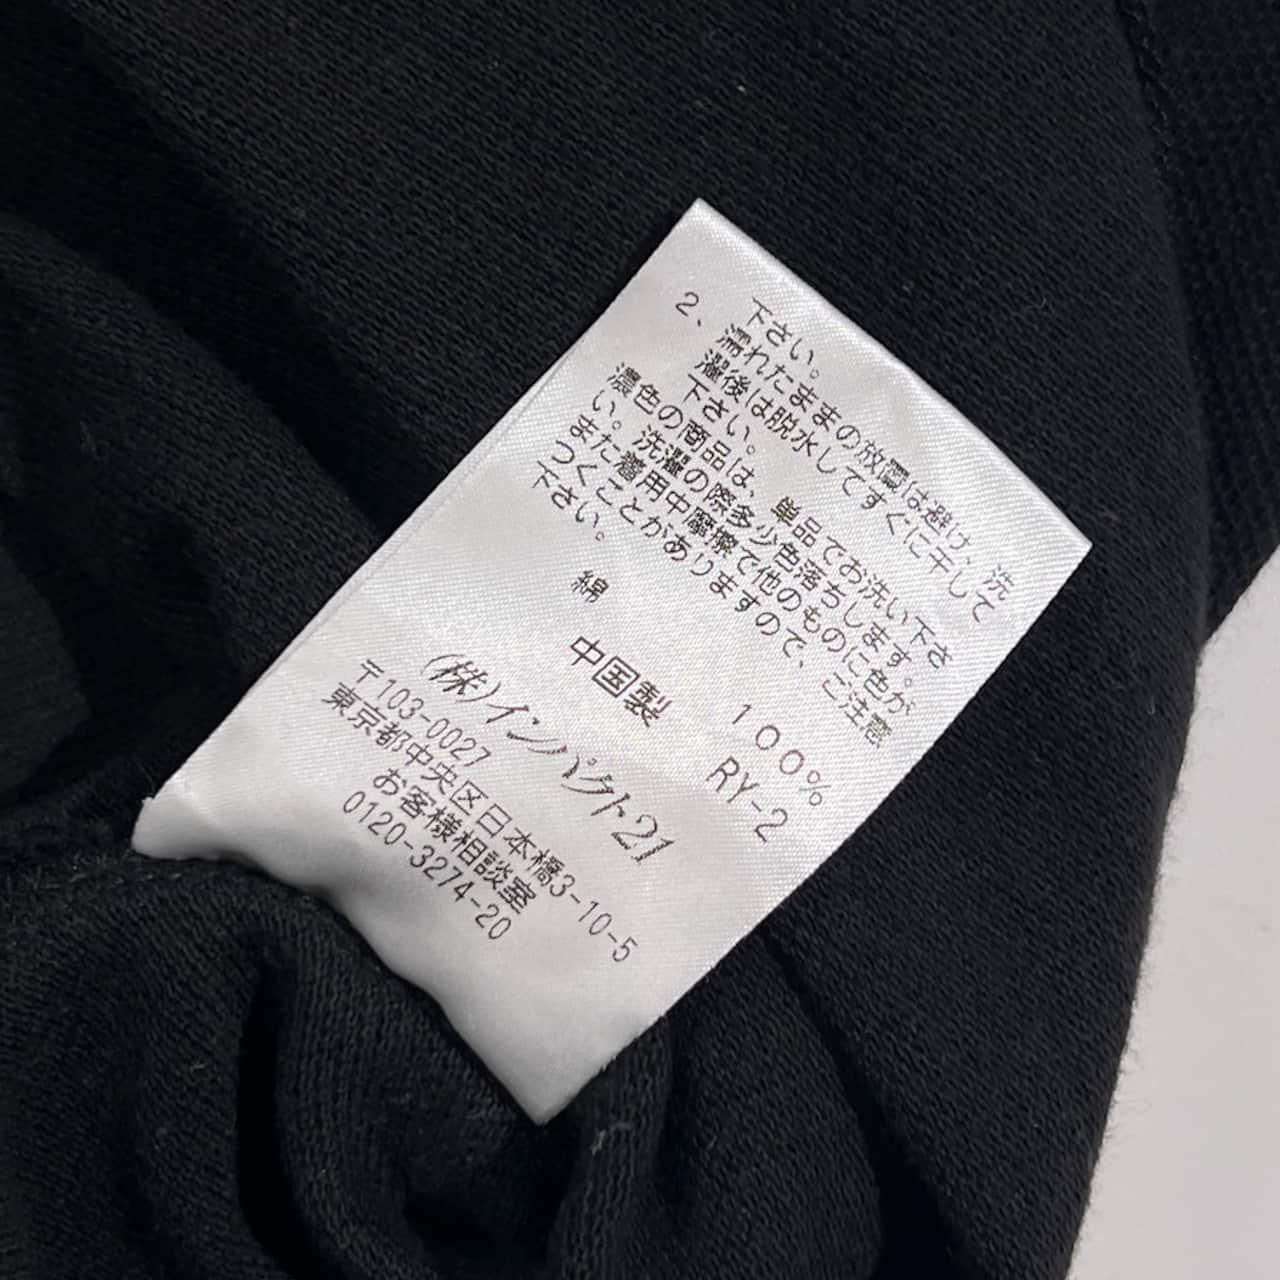 下さい。
濡れたままの放置は避け、洗
濯後は脱水してすぐに干して
下さい。
2、濃色の商品は、単品でお洗い下さ
い。洗濯の際多少色落ちします。
また着用中摩擦で他のものに色が
つくことがありますので、ご注意
下さい。
綿 100%
中国製 RY-2
(株)インパクト21
〒103-0027
東京都中央区日本橋3-10-5
お客様相談室
0120-3274-20